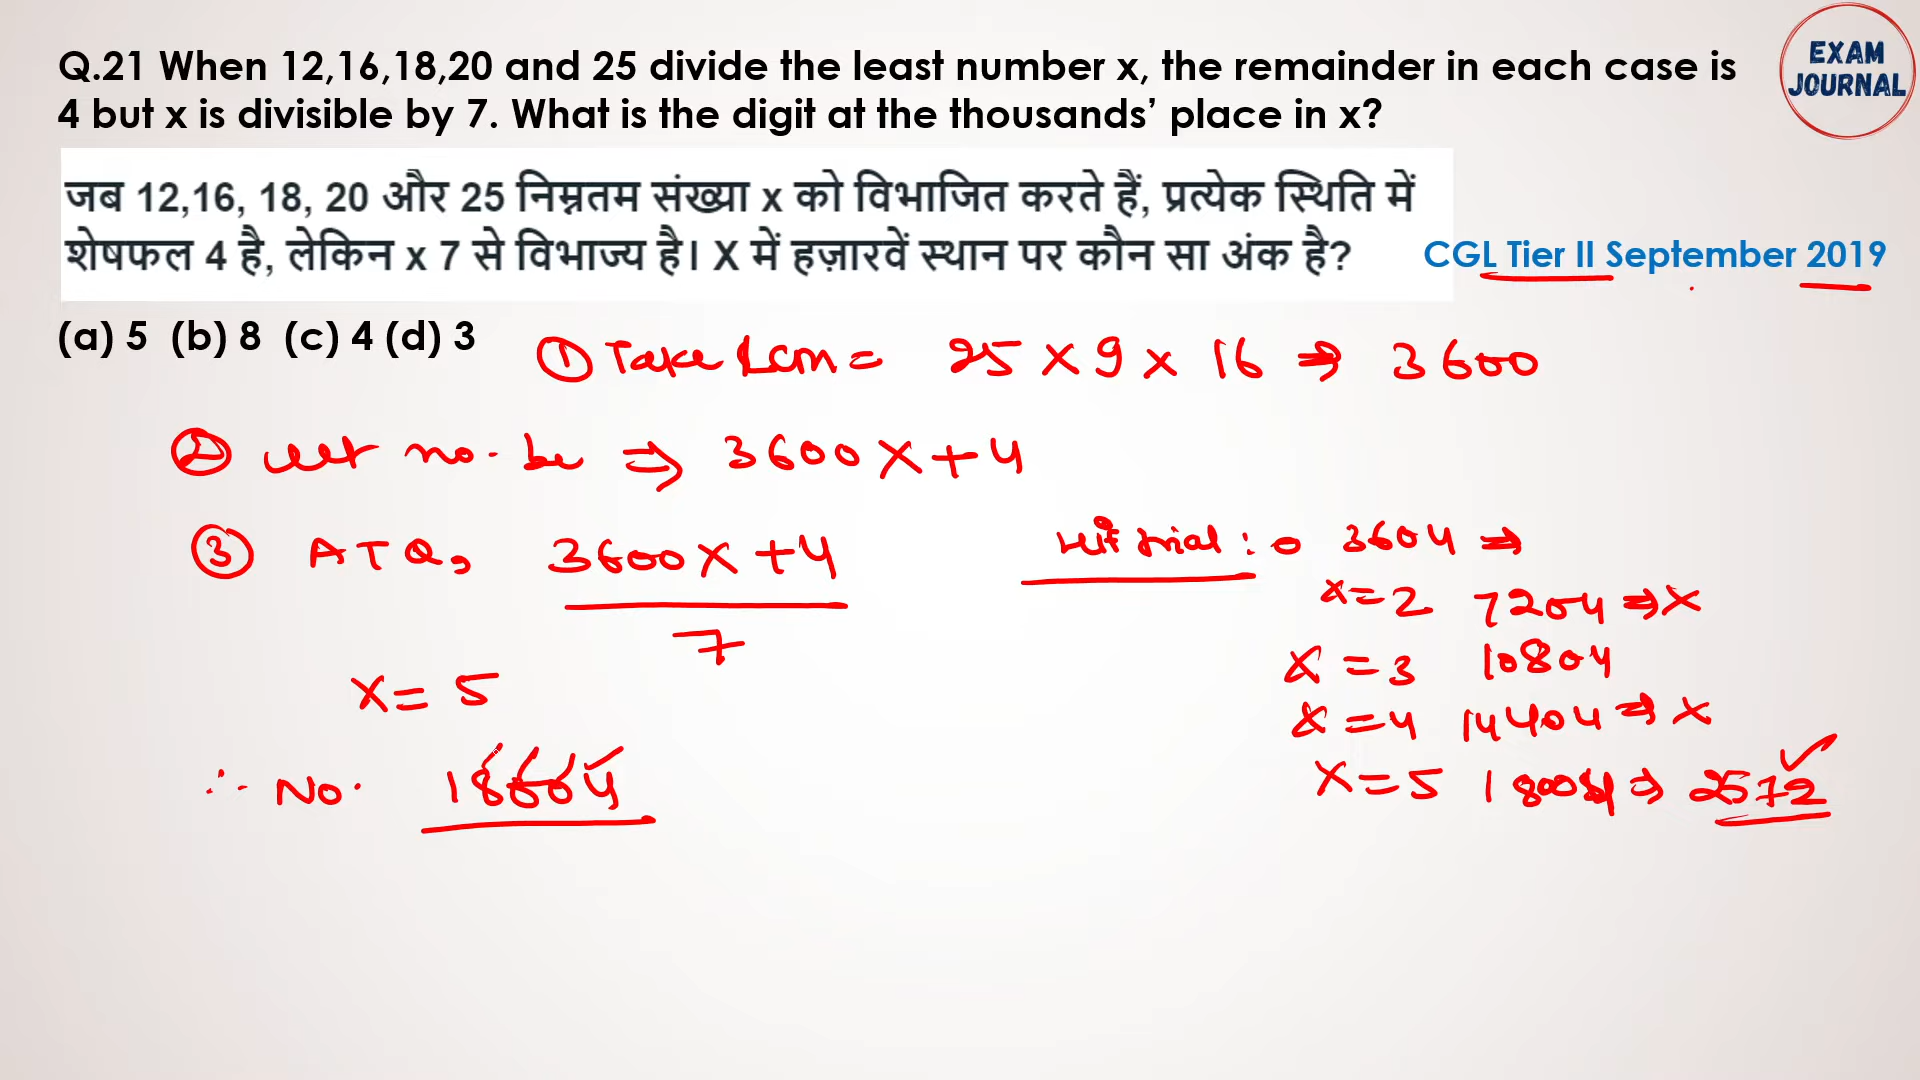 Q.21 When 12,16,18,20 and 25 divide the least number x, the remainder in each case is
4 but x is divisible by 7. What is the digit at the thousands’ place in x?
EXAM
JOURNAL
जब 12,16, 18, 20 और 25 निम्नतम संख्या x को विभाजित करते हैं, प्रत्येक स्थिति में
शेषफल 4 है, लेकिन x 7 से विभाज्य है। X में हज़ारवें स्थान पर कौन सा अंक है?
CGL Tier II September 2019
(a) 5 (b) 8 (c) 4 (d) 3
① Take Lcm = 25 × 9 × 16 ⇒ 3600
② Let no. be ⇒ 3600x+4
③ ATQ, 3600x+4
7
Hit trial : 3604 ⇒
x=2 7204 ⇒ x
x = 3 10804
x = 4 14404 ⇒ x
x = 5 18004 ⇒ 2572 ✓
x = 5
∴ No. 18004